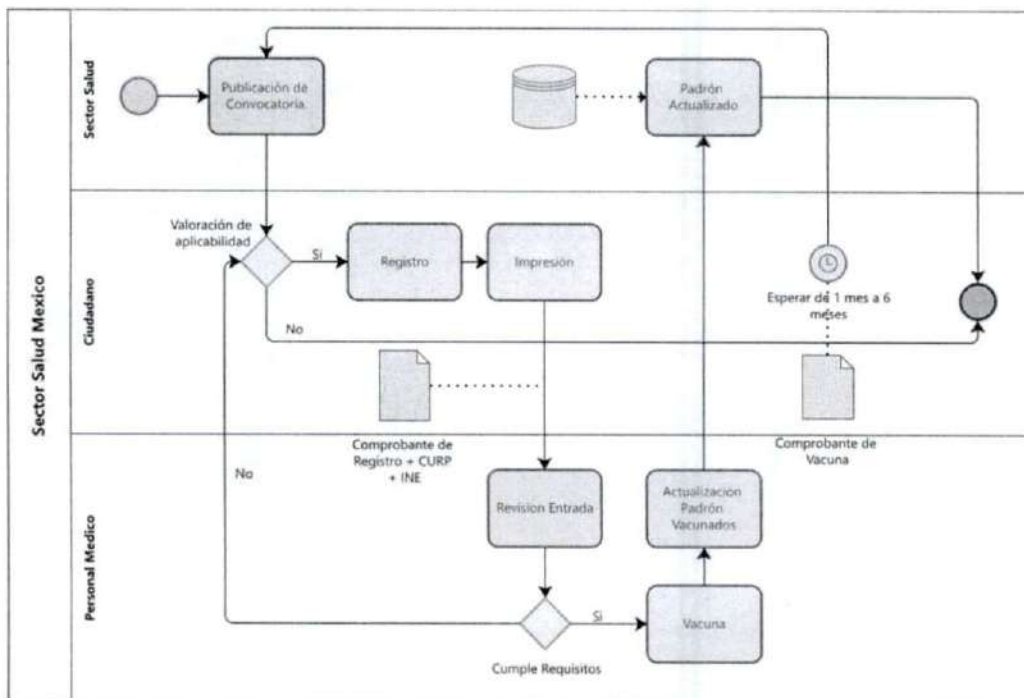 Sector Salud Mexico
Sector Salud
Publicación de
Convocatoria.
Padrón
Actualizado
Ciudadano
Valoración de
aplicabilidad
Si
Registro
Impresión
Esperar de 1 mes a 6
meses
No
Comprobante de
Registro + CURP
+ INE
Comprobante de
Vacuna
Personal Medico
No
Revision Entrada
Actualización
Padrón
Vacunados
Si
Vacuna
Cumple Requisitos